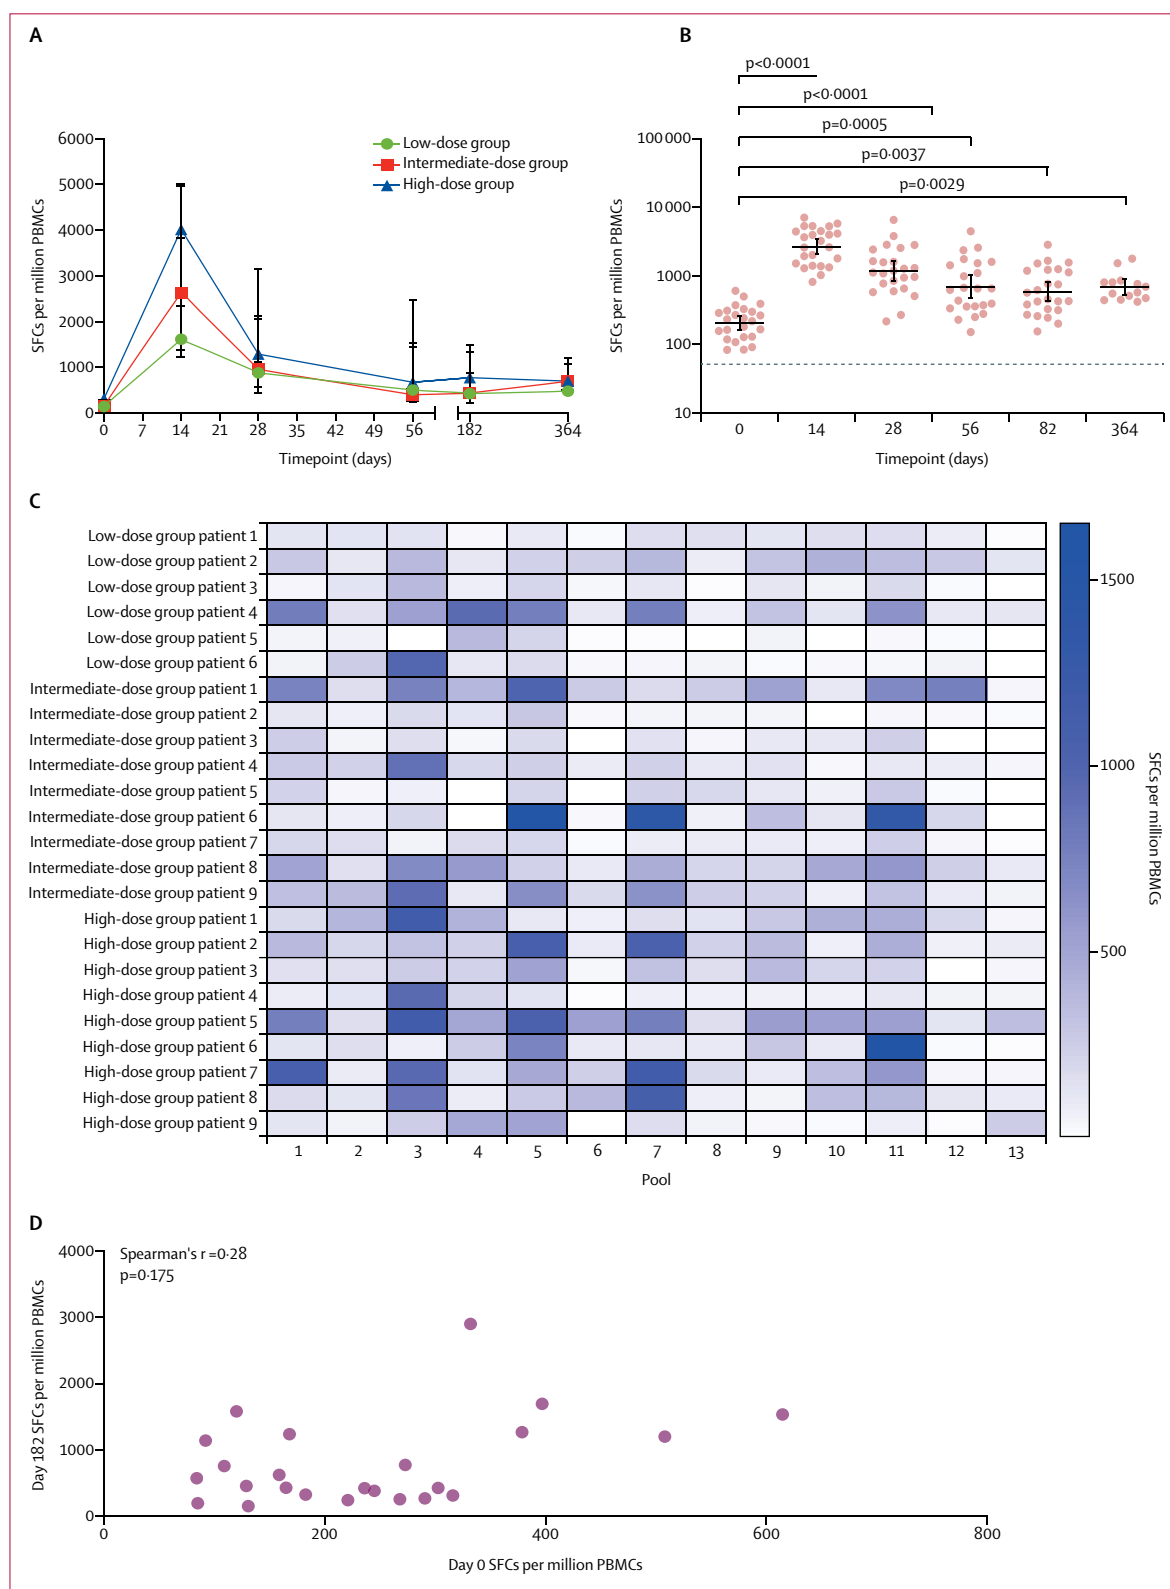 A
6000
5000
4000
3000
2000
1000
0
SFCs per million PBMCs
Low-dose group
Intermediate-dose group
High-dose group
0 7 14 21 28 35 42 49 56 182 364
Timepoint (days)
B
p<0·0001
p<0·0001
p=0·0005
p=0·0037
p=0·0029
100 000
10 000
1000
100
10
SFCs per million PBMCs
0 14 28 56 82 364
Timepoint (days)
C
Low-dose group patient 1
Low-dose group patient 2
Low-dose group patient 3
Low-dose group patient 4
Low-dose group patient 5
Low-dose group patient 6
Intermediate-dose group patient 1
Intermediate-dose group patient 2
Intermediate-dose group patient 3
Intermediate-dose group patient 4
Intermediate-dose group patient 5
Intermediate-dose group patient 6
Intermediate-dose group patient 7
Intermediate-dose group patient 8
Intermediate-dose group patient 9
High-dose group patient 1
High-dose group patient 2
High-dose group patient 3
High-dose group patient 4
High-dose group patient 5
High-dose group patient 6
High-dose group patient 7
High-dose group patient 8
High-dose group patient 9
1 2 3 4 5 6 7 8 9 10 11 12 13
Pool
1500
1000
500
SFCs per million PBMCs
D
Spearman's r =0·28
p=0·175
4000
3000
2000
1000
0
Day 182 SFCs per million PBMCs
0 200 400 600 800
Day 0 SFCs per million PBMCs